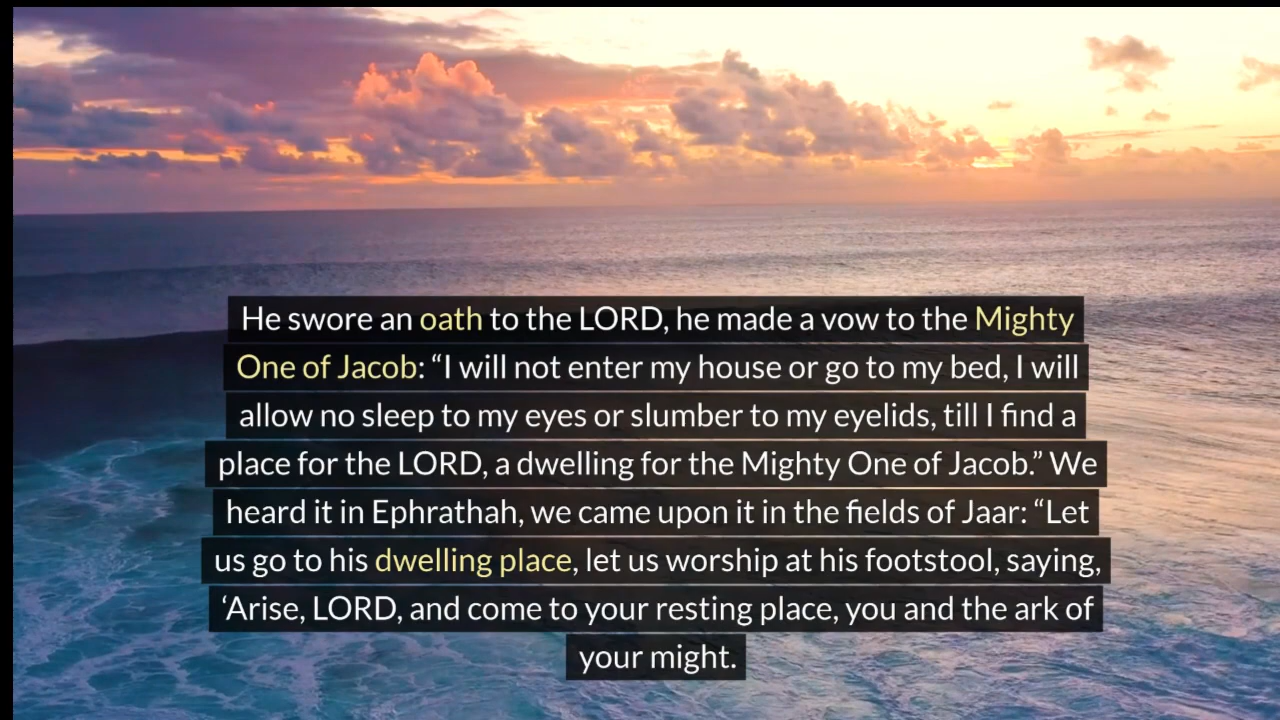 He swore an oath to the LORD, he made a vow to the Mighty
One of Jacob: “I will not enter my house or go to my bed, I will
allow no sleep to my eyes or slumber to my eyelids, till I find a
place for the LORD, a dwelling for the Mighty One of Jacob.” We
heard it in Ephrathah, we came upon it in the fields of Jaar: “Let
us go to his dwelling place, let us worship at his footstool, saying,
‘Arise, LORD, and come to your resting place, you and the ark of
your might.